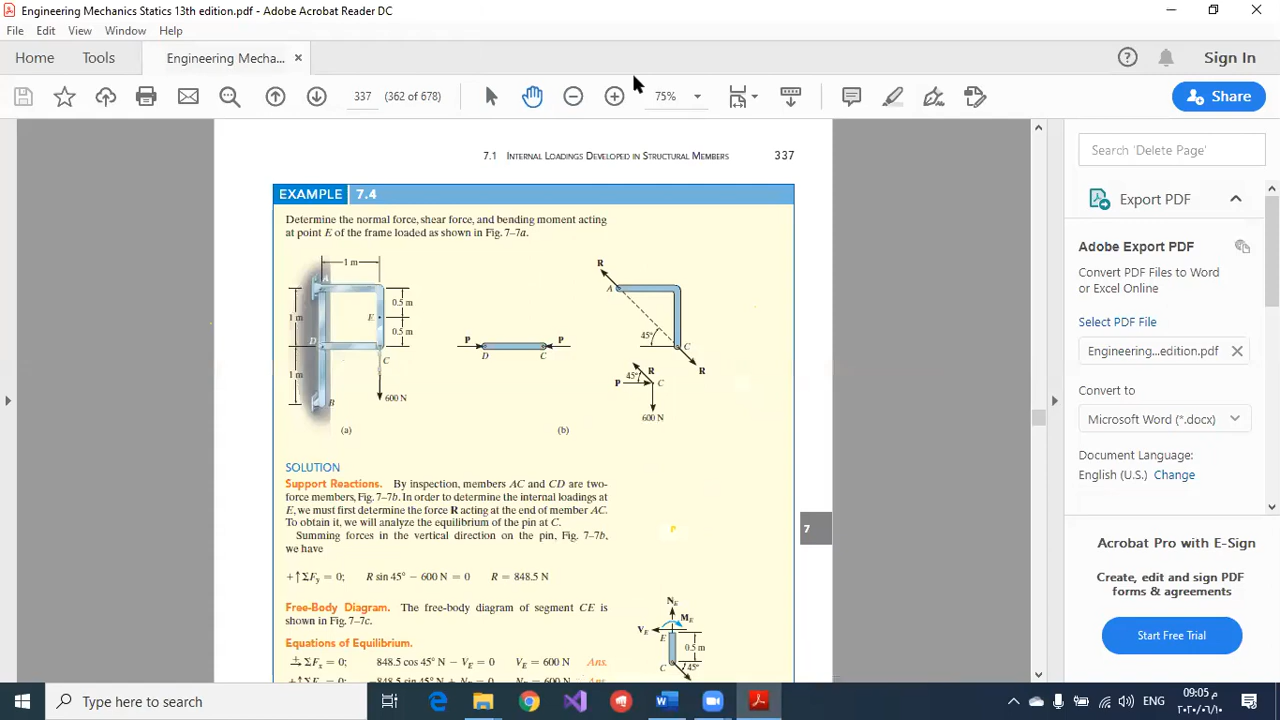 Engineering Mechanics Statics 13th edition.pdf - Adobe Acrobat Reader DC
File Edit View Window Help
Home Tools Engineering Mecha... ×
Sign In
337 (362 of 678) 75% Share
7.1 INTERNAL LOADINGS DEVELOPED IN STRUCTURAL MEMBERS 337
EXAMPLE 7.4
Determine the normal force, shear force, and bending moment acting
at point E of the frame loaded as shown in Fig. 7–7a.
1 m
A
0.5 m
1 m
E
0.5 m
D
C
1 m
B
600 N
(a)
P P
D C
R
A
45°
C
R
R
45°
P
C
600 N
(b)
SOLUTION
Support Reactions. By inspection, members AC and CD are two-
force members, Fig. 7–7b. In order to determine the internal loadings at
E, we must first determine the force R acting at the end of member AC.
To obtain it, we will analyze the equilibrium of the pin at C.
Summing forces in the vertical direction on the pin, Fig. 7–7b,
we have
+↑ΣFy = 0; R sin 45° − 600 N = 0 R = 848.5 N
Free-Body Diagram. The free-body diagram of segment CE is
shown in Fig. 7–7c.
Equations of Equilibrium.
→+ ΣFx = 0; 848.5 cos 45° N − VE = 0 VE = 600 N Ans.
NE
ME
VE
E
0.5 m
C
45°
7
Search 'Delete Page'
Export PDF
Adobe Export PDF
Convert PDF Files to Word
or Excel Online
Select PDF File
Engineering...edition.pdf ×
Convert to
Microsoft Word (*.docx)
Document Language:
English (U.S.) Change
Acrobat Pro with E-Sign
Create, edit and sign PDF
forms & agreements
Start Free Trial
Type here to search
ENG
09:05 م